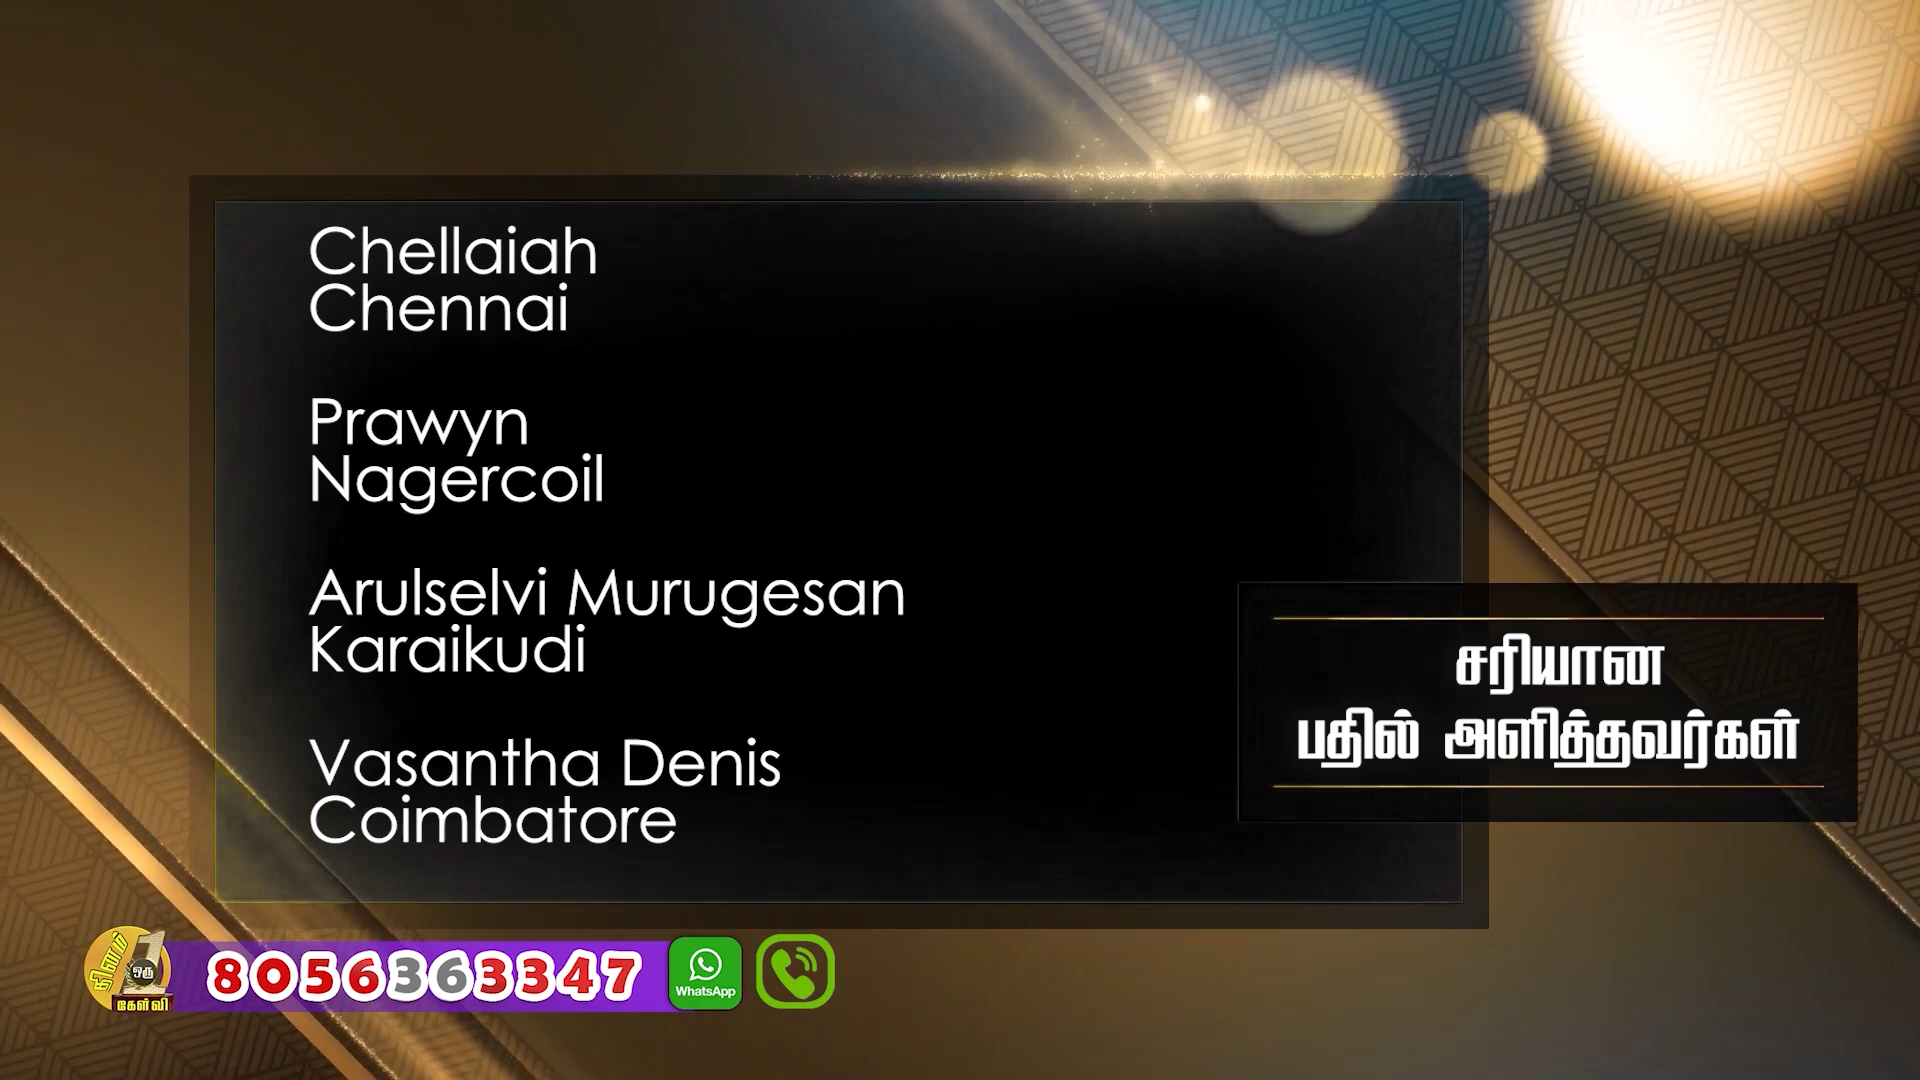 Chellaiah
Chennai
Prawyn
Nagercoil
Arulselvi Murugesan
Karaikudi
Vasantha Denis
Coimbatore
சரியான
பதில் அளித்தவர்கள்
தினம்
1
ஒரு
கேள்வி
8056363347
WhatsApp